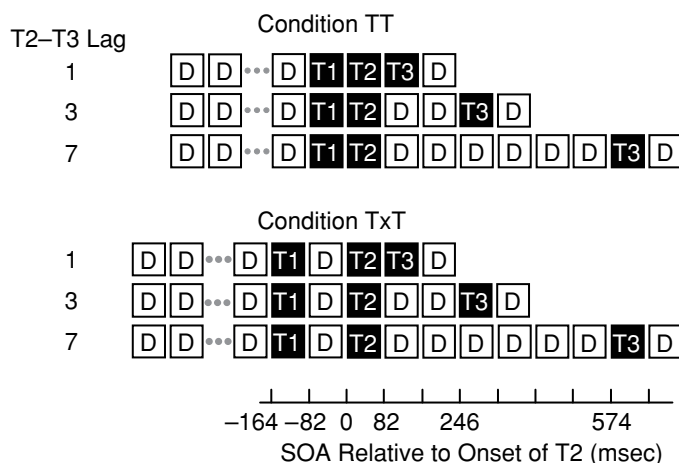 Condition TT
T2–T3 Lag
1 D D D T1 T2 T3 D
3 D D D T1 T2 D D T3 D
7 D D D T1 T2 D D D D D D T3 D
Condition TxT
1 D D D T1 D T2 T3 D
3 D D D T1 D T2 D D T3 D
7 D D D T1 D T2 D D D D D D T3 D
–164 –82 0 82 246 574
SOA Relative to Onset of T2 (msec)